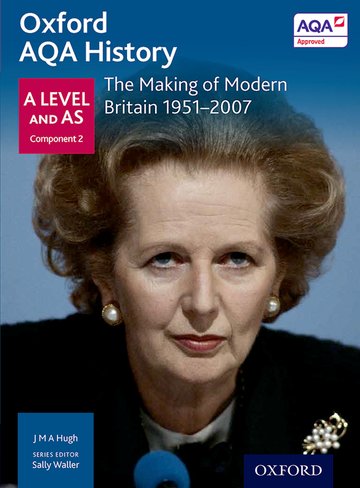 Oxford
AQA History
AQA
Approved
A LEVEL
AND AS
Component 2
The Making of Modern
Britain 1951–2007
J M A Hugh
SERIES EDITOR
Sally Waller
OXFORD